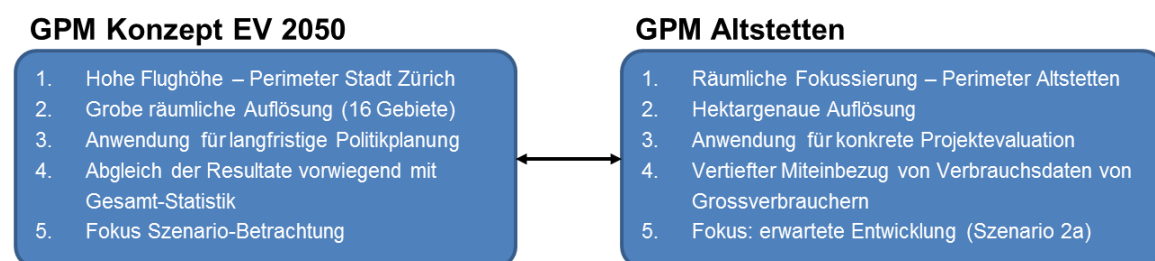 GPM Konzept EV 2050
1. Hohe Flughöhe – Perimeter Stadt Zürich
2. Grobe räumliche Auflösung (16 Gebiete)
3. Anwendung für langfristige Politikplanung
4. Abgleich der Resultate vorwiegend mit
Gesamt-Statistik
5. Fokus Szenario-Betrachtung
GPM Altstetten
1. Räumliche Fokussierung – Perimeter Altstetten
2. Hektargenaue Auflösung
3. Anwendung für konkrete Projektevaluation
4. Vertiefter Miteinbezug von Verbrauchsdaten von
Grossverbrauchern
5. Fokus: erwartete Entwicklung (Szenario 2a)